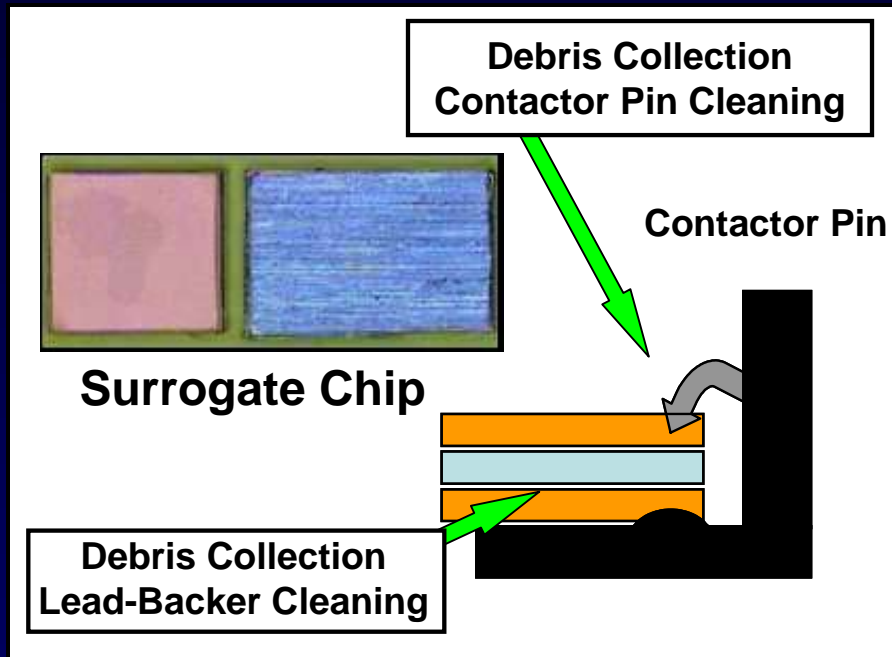 Debris Collection
Contactor Pin Cleaning
Contactor Pin
Surrogate Chip
Debris Collection
Lead-Backer Cleaning